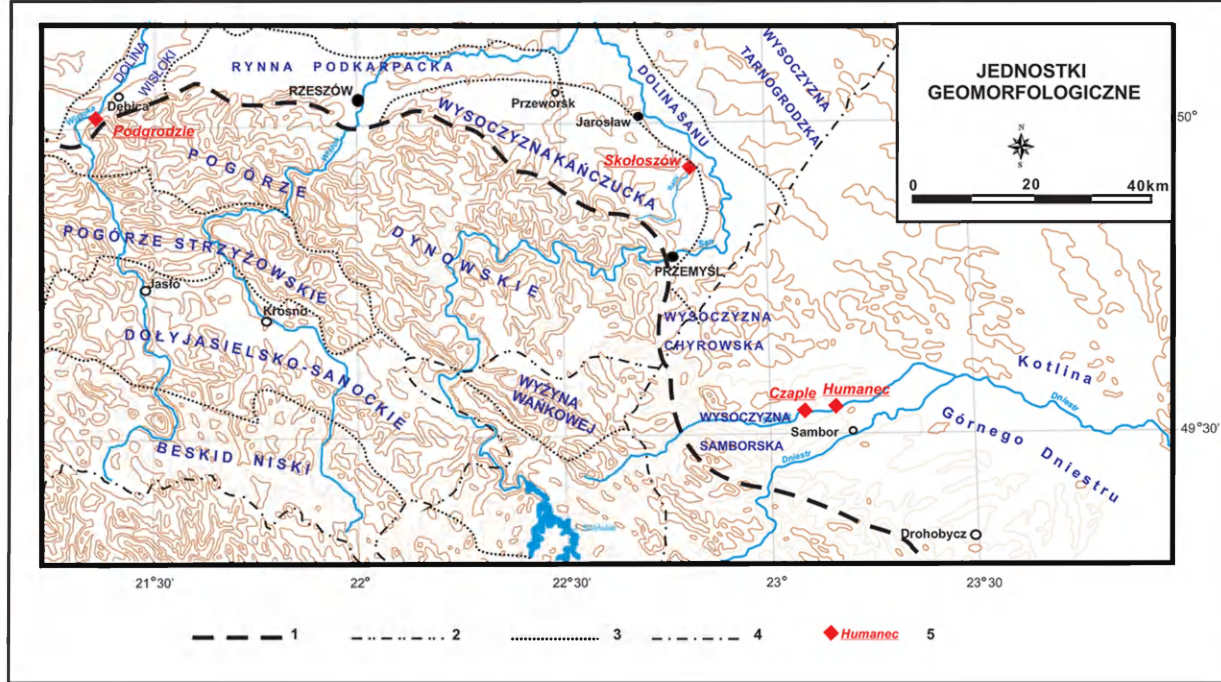 JEDNOSTKI
GEOMORFOLOGICZNE
N
S
0 20 40km
DOLINA
WISŁOKI
RYNNA PODKARPACKA
WYSOCZYZNA
TARNOGRODZKA
DOLINA SANU
RZESZÓW
Dębica
Przeworsk
Jarosław
50°
Podgrodzie
WYSOCZYZNA KAŃCZUCKA
Skołoszów
POGÓRZE
DYNOWSKIE
POGÓRZE STRZYŻOWSKIE
San
PRZEMYŚL
Jasło
Krosno
WYSOCZYZNA
CHYROWSKA
DOŁY JASIELSKO-SANOCKIE
WYŻYNA
WAŃKOWEJ
Kotlina
Górnego Dniestru
Czaple
Humanec
Dniestr
WYSOCZYZNA
SAMBORSKA
Sambor
Dniestr
49°30'
BESKID NISKI
Drohobycz
21°30'
22°
22°30'
23°
23°30'
1
2
3
4
Humanec 5